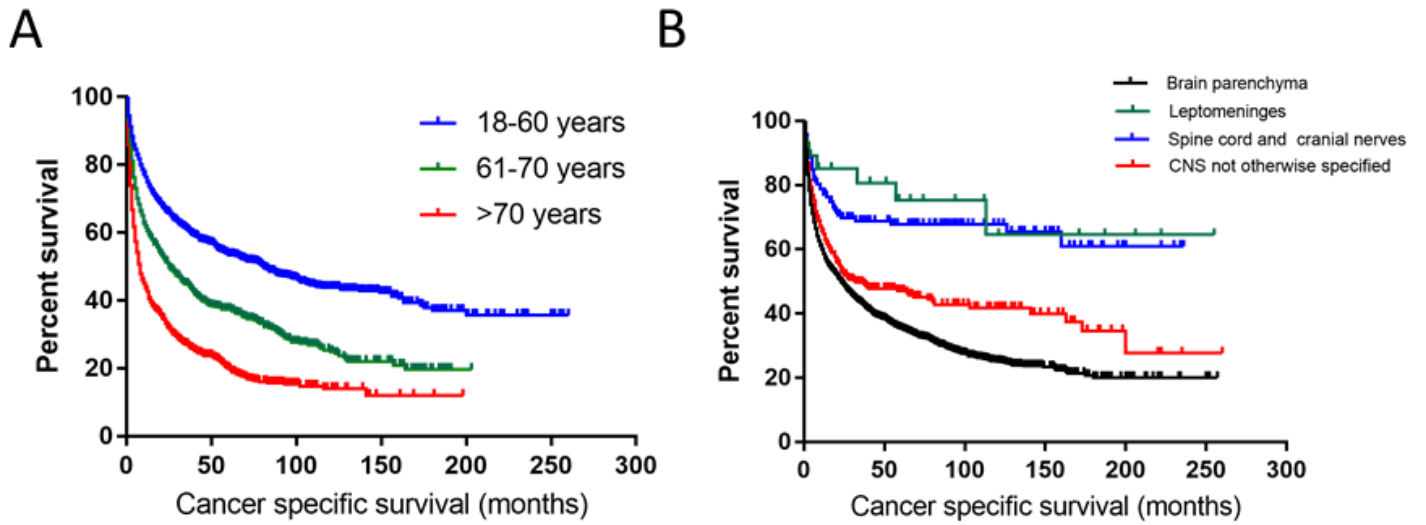 A
100
80
60
40
20
0
Percent survival
18-60 years
61-70 years
>70 years
0 50 100 150 200 250 300
Cancer specific survival (months)
B
100
80
60
40
20
0
Percent survival
Brain parenchyma
Leptomeninges
Spine cord and cranial nerves
CNS not otherwise specified
0 50 100 150 200 250 300
Cancer specific survival (months)